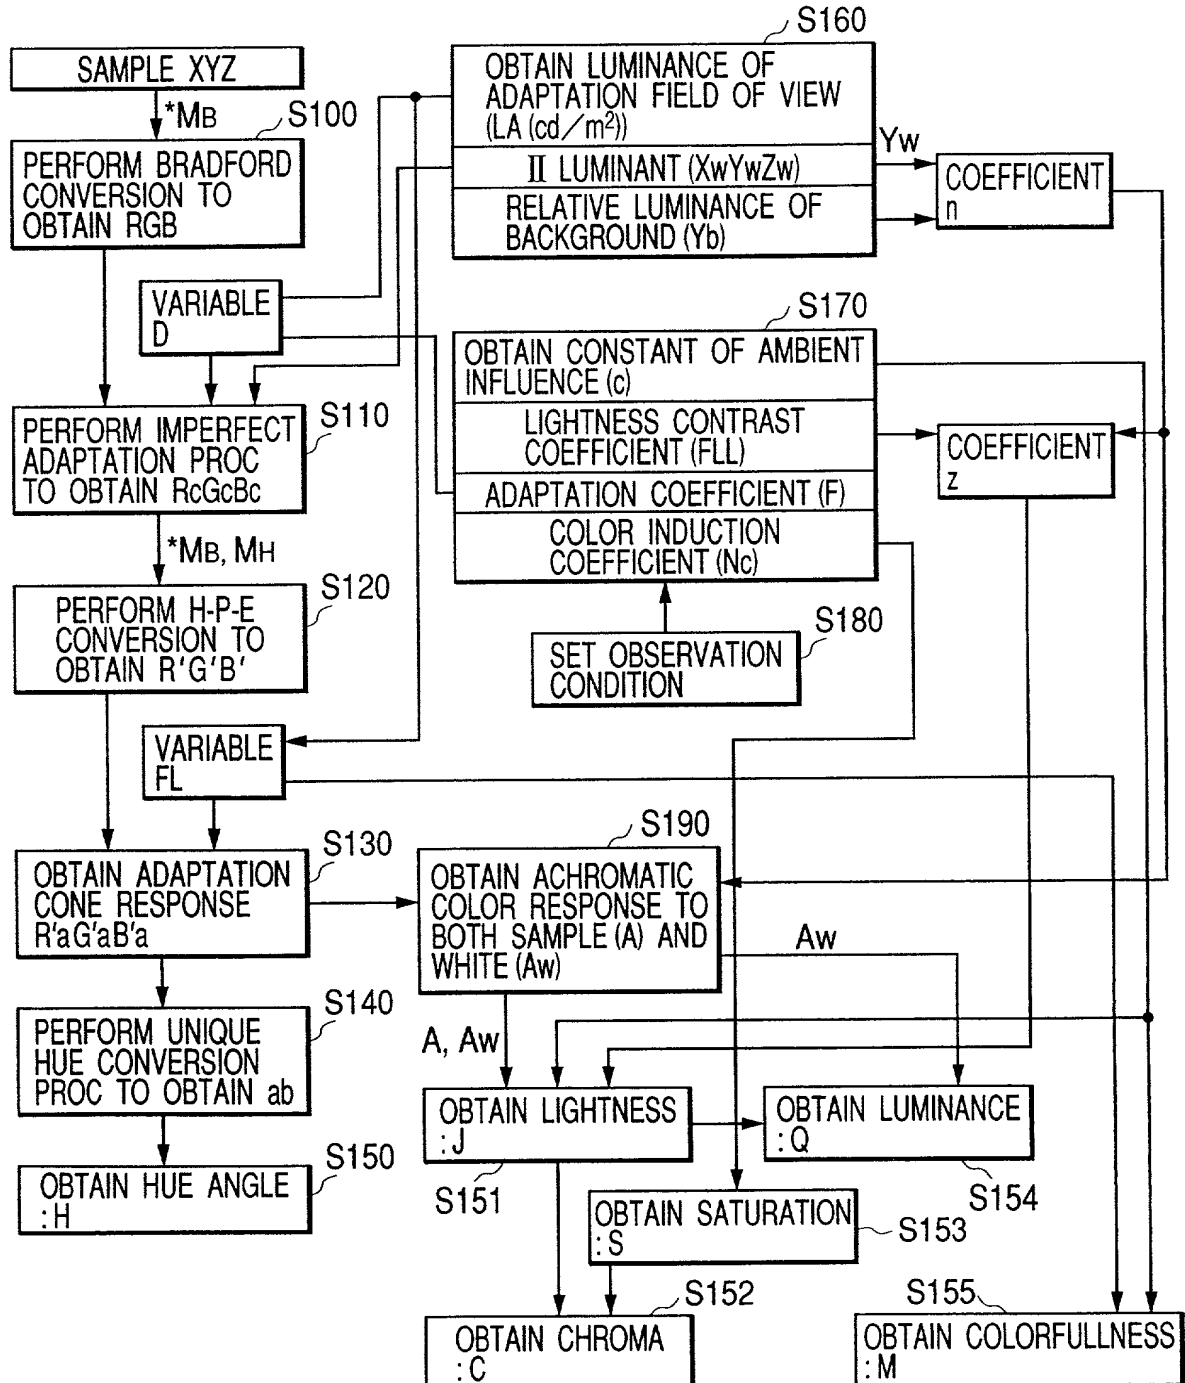 SAMPLE XYZ
*MB
S100
PERFORM BRADFORD
CONVERSION TO
OBTAIN RGB
VARIABLE
D
S110
PERFORM IMPERFECT
ADAPTATION PROC
TO OBTAIN RcGcBc
*MB, MH
S120
PERFORM H-P-E
CONVERSION TO
OBTAIN R'G'B'
VARIABLE
FL
S130
OBTAIN ADAPTATION
CONE RESPONSE
R'aG'aB'a
S140
PERFORM UNIQUE
HUE CONVERSION
PROC TO OBTAIN ab
S150
OBTAIN HUE ANGLE
:H
S160
OBTAIN LUMINANCE OF
ADAPTATION FIELD OF VIEW
(LA (cd/m²))
II LUMINANT (XwYwZw)
RELATIVE LUMINANCE OF
BACKGROUND (Yb)
Yw
COEFFICIENT
n
S170
OBTAIN CONSTANT OF AMBIENT
INFLUENCE (c)
LIGHTNESS CONTRAST
COEFFICIENT (FLL)
ADAPTATION COEFFICIENT (F)
COLOR INDUCTION
COEFFICIENT (Nc)
COEFFICIENT
z
S180
SET OBSERVATION
CONDITION
S190
OBTAIN ACHROMATIC
COLOR RESPONSE TO
BOTH SAMPLE (A) AND
WHITE (Aw)
Aw
A, Aw
OBTAIN LIGHTNESS
:J
S151
OBTAIN LUMINANCE
:Q
S154
OBTAIN SATURATION
:S
S153
S152
OBTAIN CHROMA
:C
S155
OBTAIN COLORFULLNESS
:M